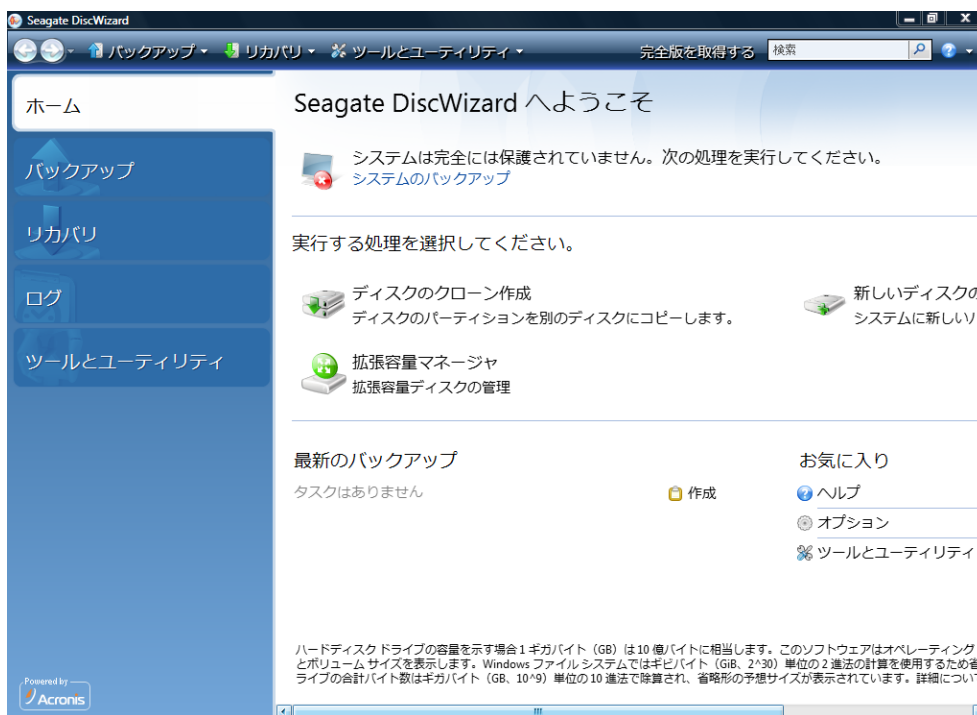 Seagate DiscWizard
バックアップ リカバリ ツールとユーティリティ 完全版を取得する 検索
ホーム
バックアップ
リカバリ
ログ
ツールとユーティリティ
Seagate DiscWizard へようこそ
システムは完全には保護されていません。次の処理を実行してください。
システムのバックアップ
実行する処理を選択してください。
ディスクのクローン作成
ディスクのパーティションを別のディスクにコピーします。
新しいディスクの
システムに新しい
拡張容量マネージャ
拡張容量ディスクの管理
最新のバックアップ
タスクはありません 作成
お気に入り
ヘルプ
オプション
ツールとユーティリティ
ハードディスク ドライブの容量を示す場合 1 ギガバイト（GB）は 10 億バイトに相当します。このソフトウェアはオペレーティング
とボリューム サイズを表示します。Windows ファイル システムではギビバイト（GiB、2^30）単位の 2 進法の計算を使用するため省
ライブの合計バイト数はギガバイト（GB、10^9）単位の 10 進法で除算され、省略形の予想サイズが表示されています。詳細につい
Powered by
Acronis